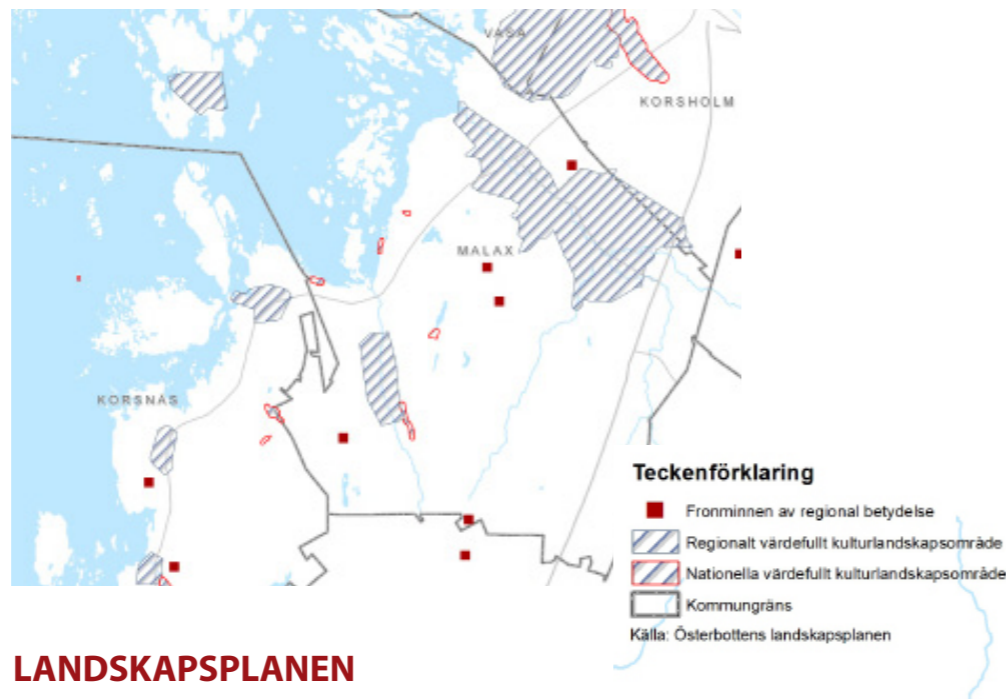 VASA
KORSHOLM
MALAX
KORSNÄS
Teckenförklaring
Fronminnen av regional betydelse
Regionalt värdefullt kulturlandskapsområde
Nationella värdefullt kulturlandskapsområde
Kommungräns
Källa: Österbottens landskapsplanen
LANDSKAPSPLANEN